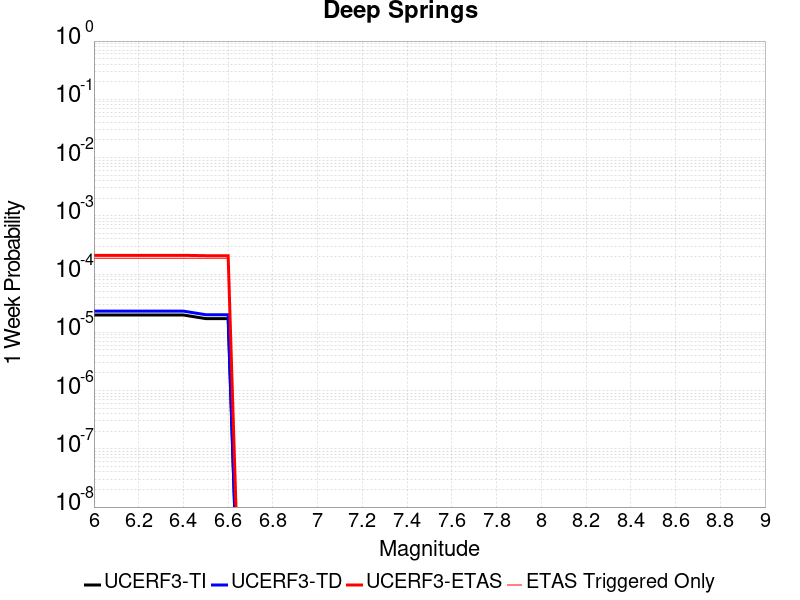 Deep Springs
10^0
10^-1
10^-2
10^-3
10^-4
10^-5
10^-6
10^-7
10^-8
1 Week Probability
6 6.2 6.4 6.6 6.8 7 7.2 7.4 7.6 7.8 8 8.2 8.4 8.6 8.8 9
Magnitude
UCERF3-TI UCERF3-TD UCERF3-ETAS ETAS Triggered Only